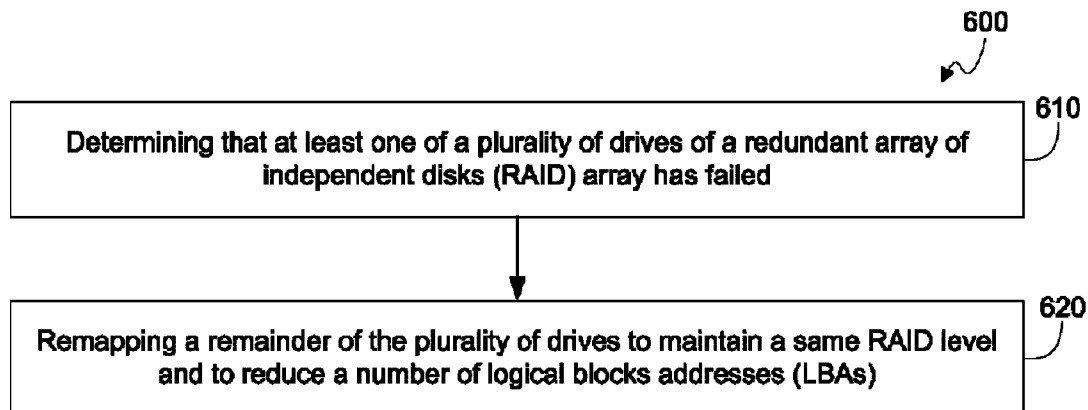 600
610
Determining that at least one of a plurality of drives of a redundant array of
independent disks (RAID) array has failed
620
Remapping a remainder of the plurality of drives to maintain a same RAID level
and to reduce a number of logical blocks addresses (LBAs)